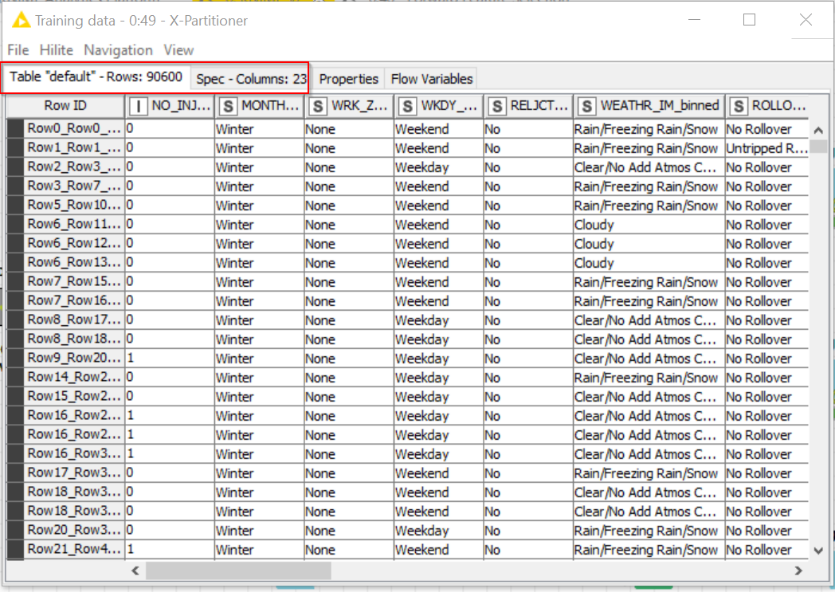 Training data - 0:49 - X-Partitioner
File Hilite Navigation View
Table "default" - Rows: 90600 Spec - Columns: 23 Properties Flow Variables
Row ID I NO_INJ... S MONTH... S WRK_Z... S WKDY_... S RELJCT... S WEATHR_IM_binned S ROLLO...
Row0_Row0_... 0 Winter None Weekend No Rain/Freezing Rain/Snow No Rollover
Row1_Row1_... 0 Winter None Weekend No Rain/Freezing Rain/Snow Untripped R...
Row2_Row3_... 0 Winter None Weekday No Clear/No Add Atmos C... No Rollover
Row3_Row7_... 0 Winter None Weekend No Rain/Freezing Rain/Snow No Rollover
Row5_Row10... 0 Winter None Weekend No Rain/Freezing Rain/Snow No Rollover
Row6_Row11... 0 Winter None Weekend No Cloudy No Rollover
Row6_Row12... 0 Winter None Weekend No Cloudy No Rollover
Row6_Row13... 0 Winter None Weekend No Cloudy No Rollover
Row7_Row15... 0 Winter None Weekend No Rain/Freezing Rain/Snow No Rollover
Row7_Row16... 0 Winter None Weekend No Rain/Freezing Rain/Snow No Rollover
Row8_Row17... 0 Winter None Weekday No Clear/No Add Atmos C... No Rollover
Row8_Row18... 0 Winter None Weekday No Clear/No Add Atmos C... No Rollover
Row9_Row20... 1 Winter None Weekday No Clear/No Add Atmos C... No Rollover
Row14_Row2... 0 Winter None Weekday No Rain/Freezing Rain/Snow No Rollover
Row15_Row2... 0 Winter None Weekday No Clear/No Add Atmos C... No Rollover
Row16_Row2... 1 Winter None Weekday No Clear/No Add Atmos C... No Rollover
Row16_Row2... 1 Winter None Weekday No Clear/No Add Atmos C... No Rollover
Row16_Row3... 1 Winter None Weekday No Clear/No Add Atmos C... No Rollover
Row17_Row3... 0 Winter None Weekend No Rain/Freezing Rain/Snow No Rollover
Row18_Row3... 0 Winter None Weekend No Clear/No Add Atmos C... No Rollover
Row18_Row3... 0 Winter None Weekend No Clear/No Add Atmos C... No Rollover
Row20_Row3... 0 Winter None Weekday No Rain/Freezing Rain/Snow No Rollover
Row21_Row4... 1 Winter None Weekend No Rain/Freezing Rain/Snow No Rollover